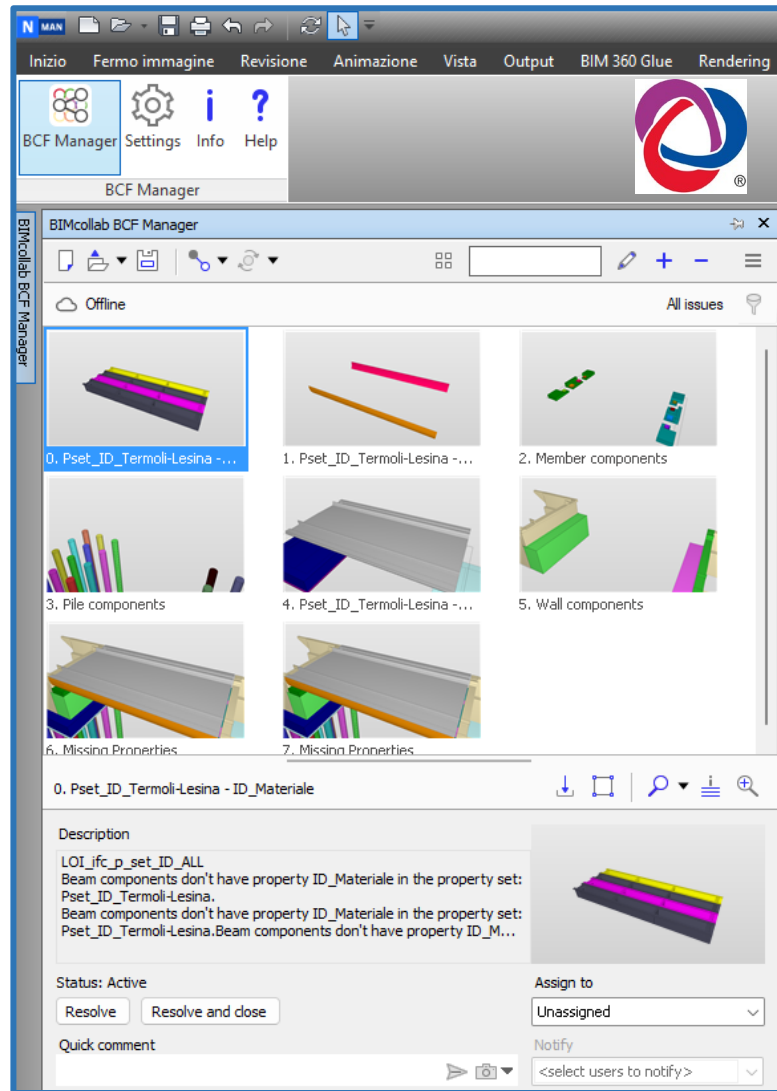 N MAN
Inizio Fermo immagine Revisione Animazione Vista Output BIM 360 Glue Rendering
BCF Manager Settings Info Help
BCF Manager
®
BIMcollab BCF Manager
BIMcollab BCF Manager
Offline All issues
0. Pset_ID_Termoli-Lesina -... 1. Pset_ID_Termoli-Lesina -... 2. Member components
3. Pile components 4. Pset_ID_Termoli-Lesina -... 5. Wall components
6. Missing Properties 7. Missing Properties
0. Pset_ID_Termoli-Lesina - ID_Materiale
Description
LOI_ifc_p_set_ID_ALL
Beam components don't have property ID_Materiale in the property set:
Pset_ID_Termoli-Lesina.
Beam components don't have property ID_Materiale in the property set:
Pset_ID_Termoli-Lesina.Beam components don't have property ID_M...
Status: Active Assign to
Resolve Resolve and close Unassigned
Quick comment Notify
<select users to notify>